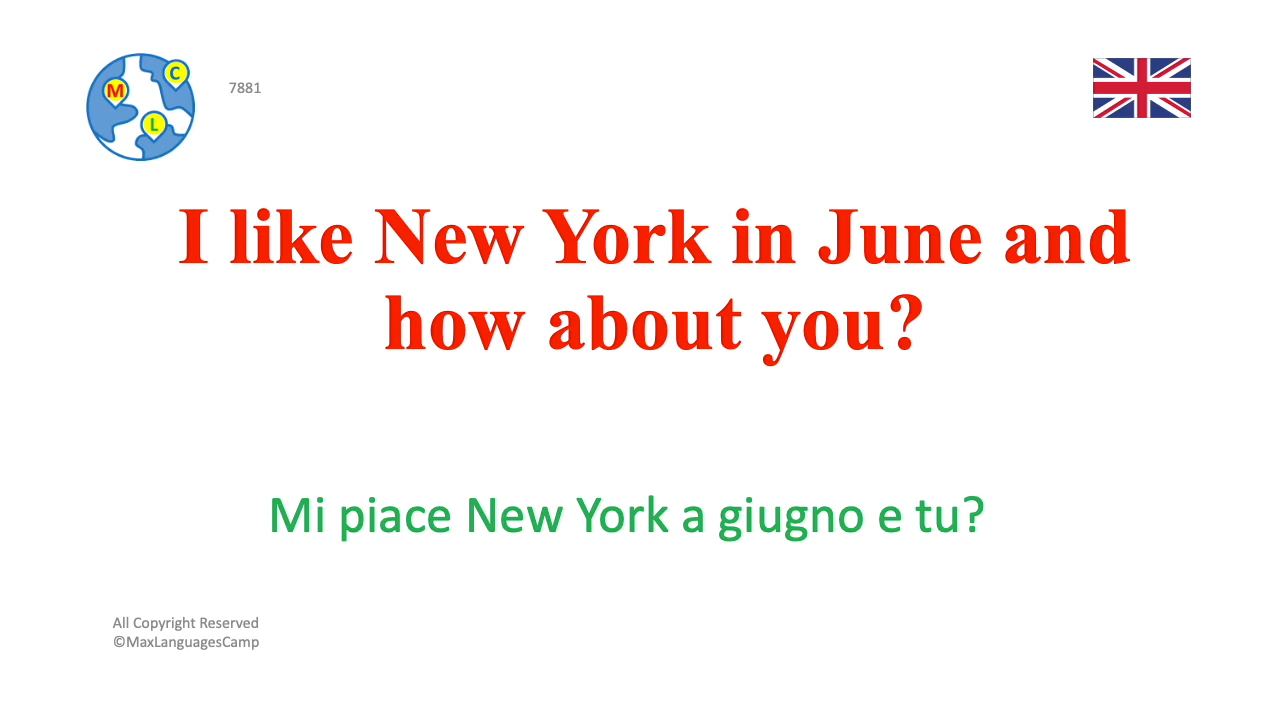 M
C
L
7881
I like New York in June and
how about you?
Mi piace New York a giugno e tu?
All Copyright Reserved
©MaxLanguagesCamp